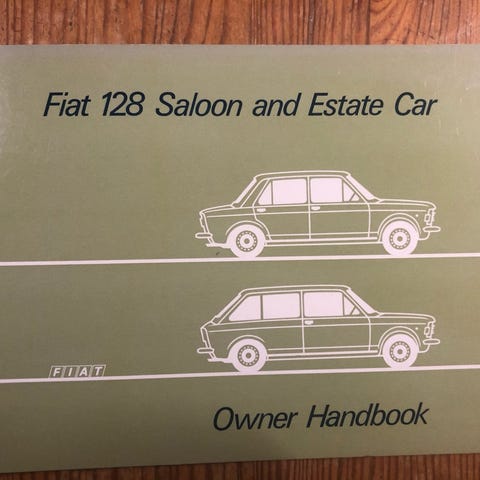 Fiat 128 Saloon and Estate Car
FIAT
Owner Handbook